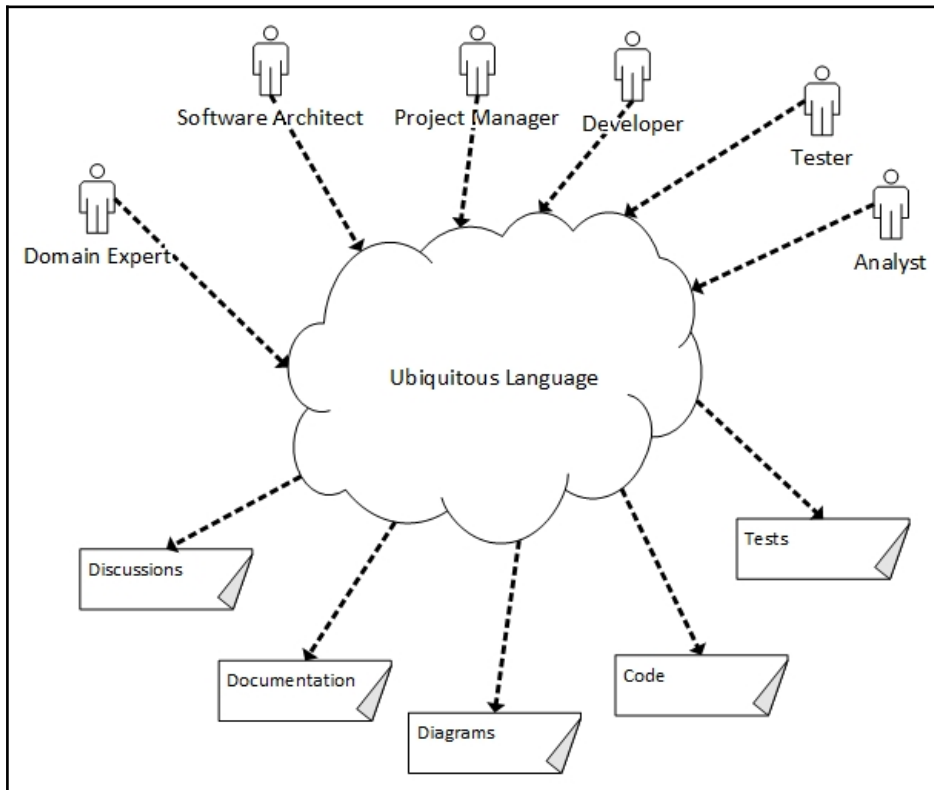 Software Architect
Project Manager
Developer
Tester
Domain Expert
Analyst
Ubiquitous Language
Discussions
Tests
Documentation
Code
Diagrams